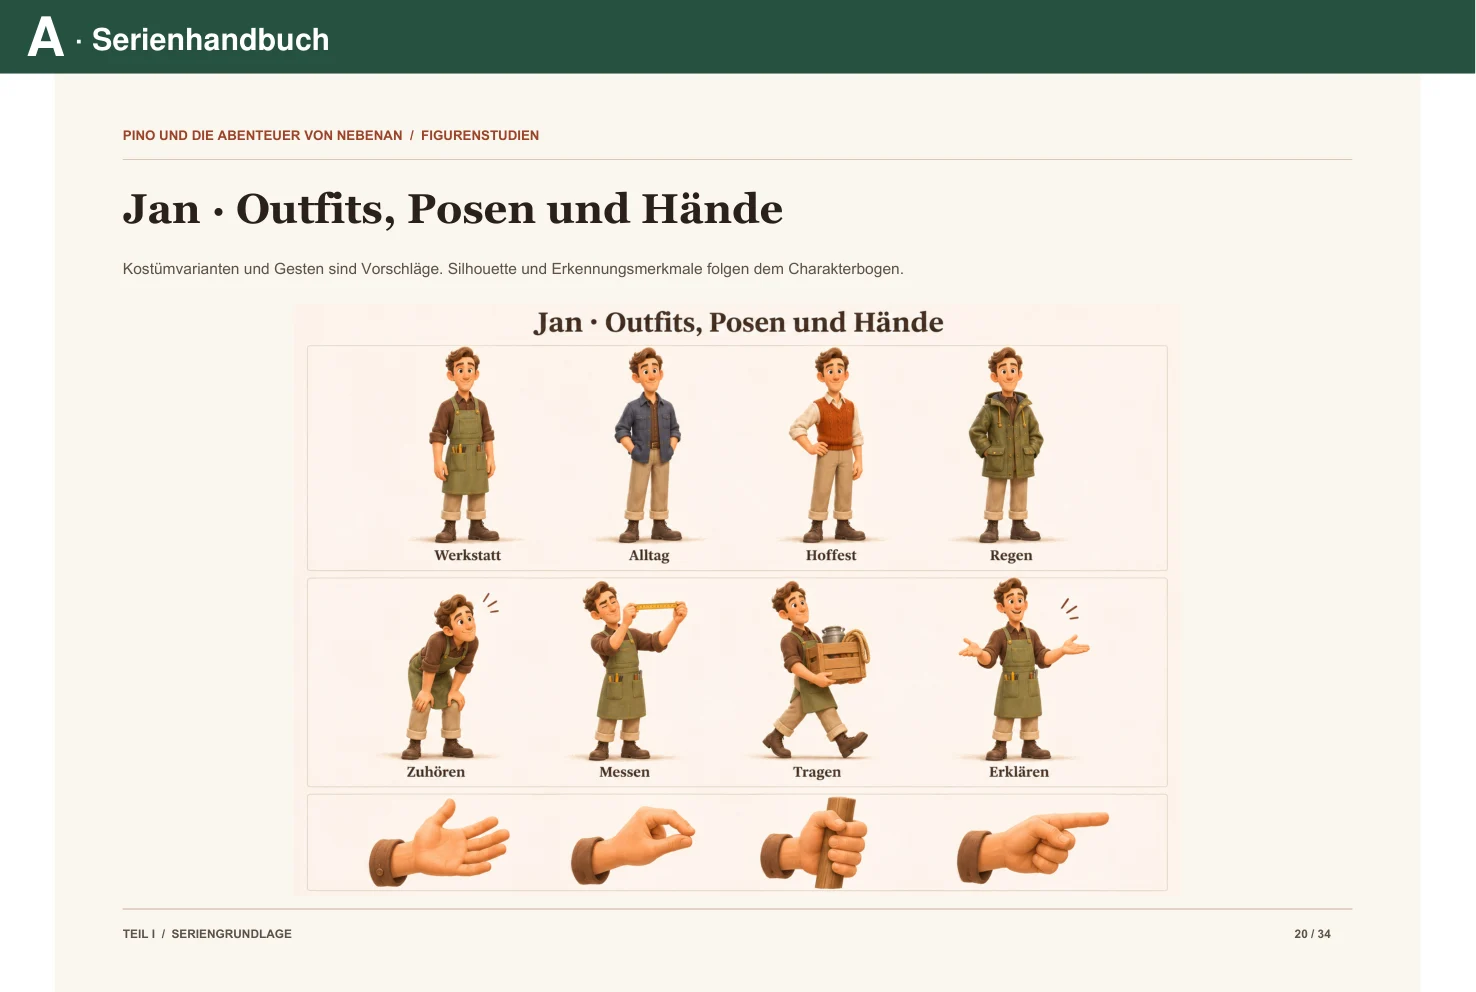 A · Serienhandbuch
PINO UND DIE ABENTEUER VON NEBENAN / FIGURENSTUDIEN
Jan · Outfits, Posen und Hände
Kostümvarianten und Gesten sind Vorschläge. Silhouette und Erkennungsmerkmale folgen dem Charakterbogen.
Jan · Outfits, Posen und Hände
Werkstatt Alltag Hoffest Regen
Zuhören Messen Tragen Erklären
TEIL I / SERIENGRUNDLAGE 20 / 34